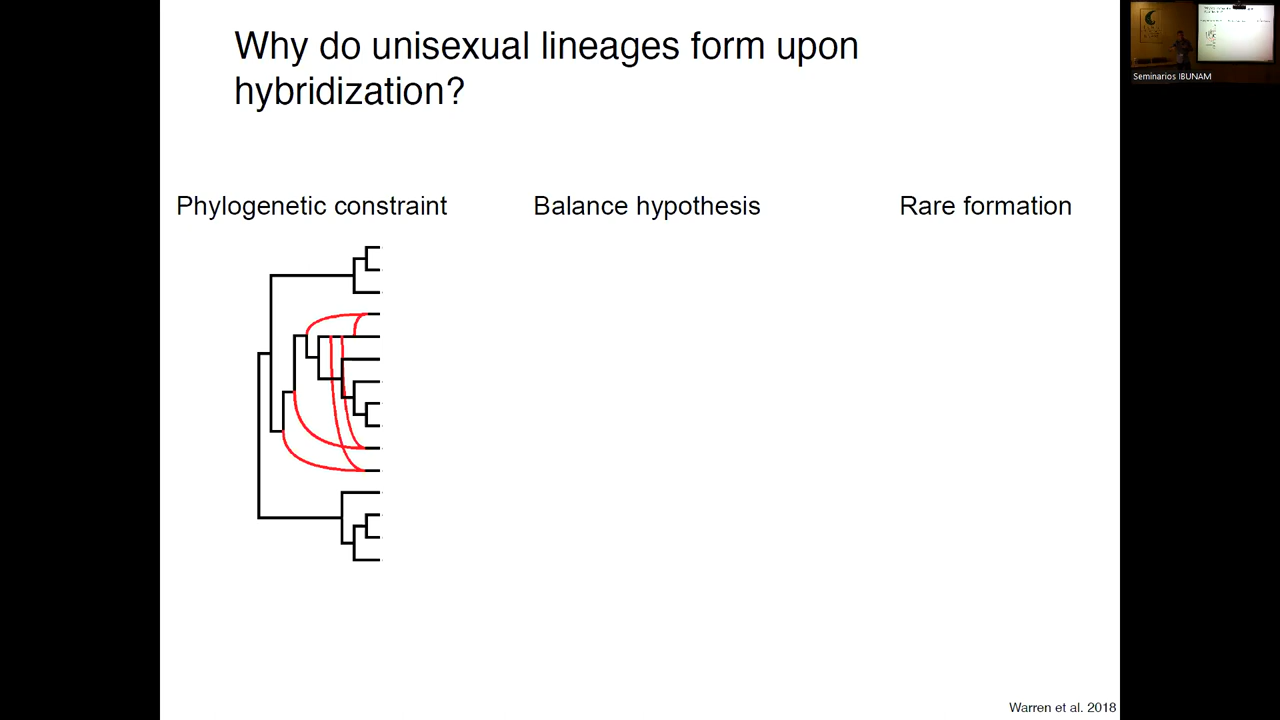 Why do unisexual lineages form upon
hybridization?
Phylogenetic constraint
Balance hypothesis
Rare formation
Warren et al. 2018
Seminarios IBUNAM